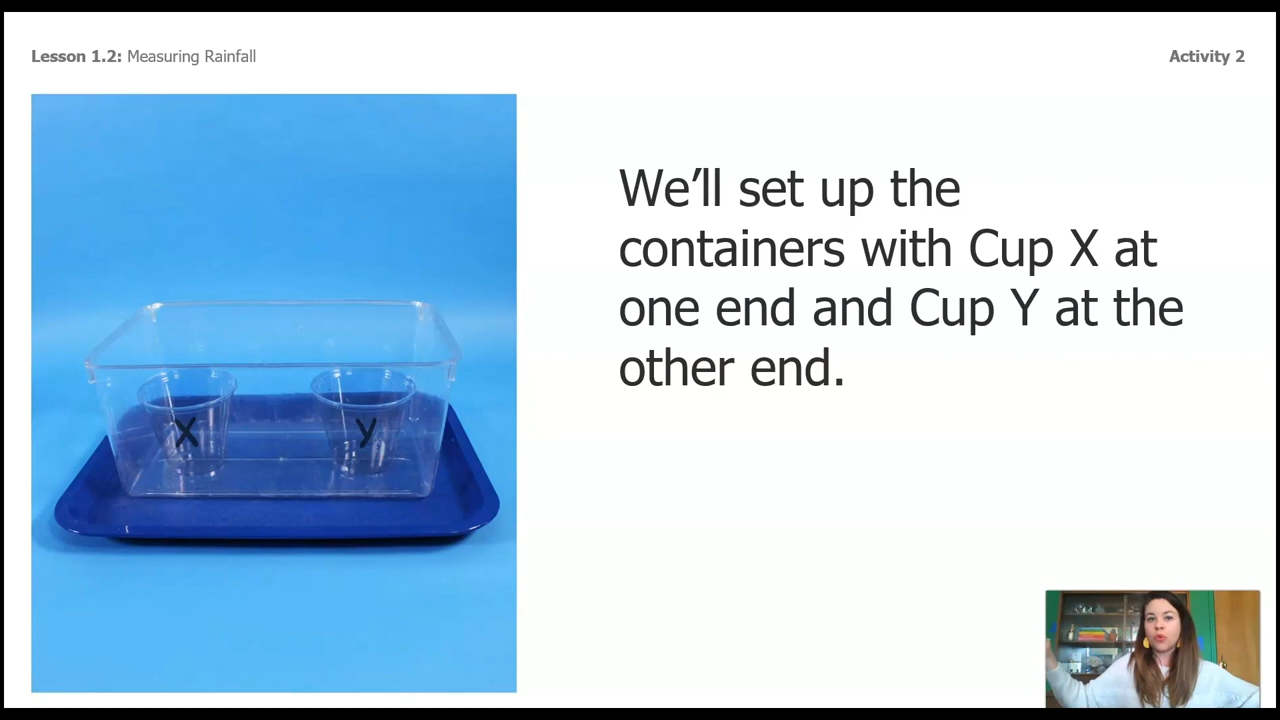 Lesson 1.2: Measuring Rainfall
Activity 2
We’ll set up the
containers with Cup X at
one end and Cup Y at the
other end.
X
Y